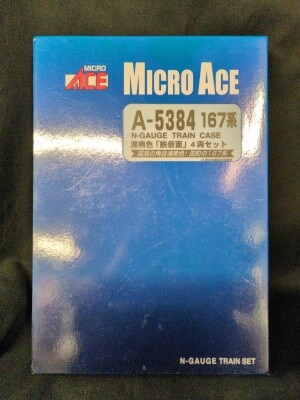 MICRO
ACE
MICRO ACE
A-5384 167系
N-GAUGE TRAIN CASE
湘南色「鉄仮面」4両セット
N-GAUGE TRAIN SET